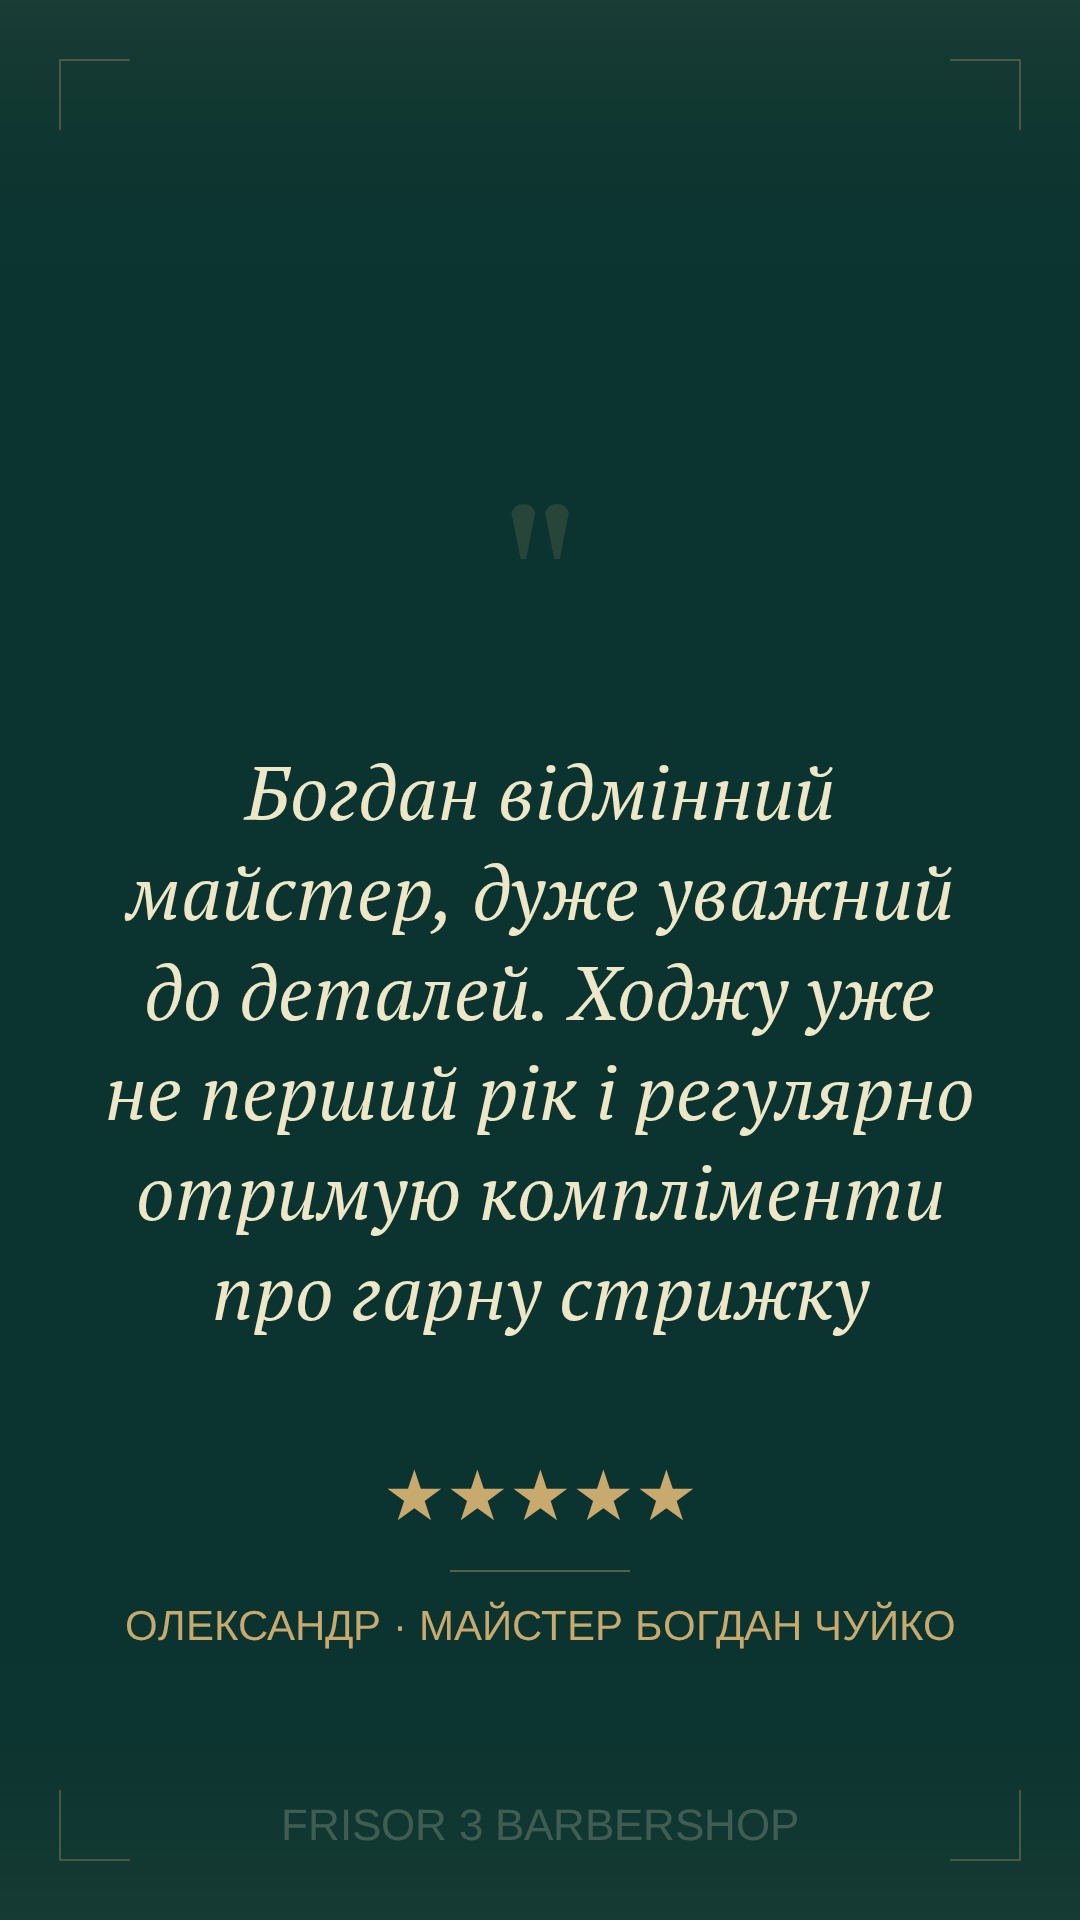 "
Богдан відмінний
майстер, дуже уважний
до деталей. Ходжу уже
не перший рік і регулярно
отримую компліменти
про гарну стрижку
★★★★★
ОЛЕКСАНДР · МАЙСТЕР БОГДАН ЧУЙКО
FRISOR 3 BARBERSHOP